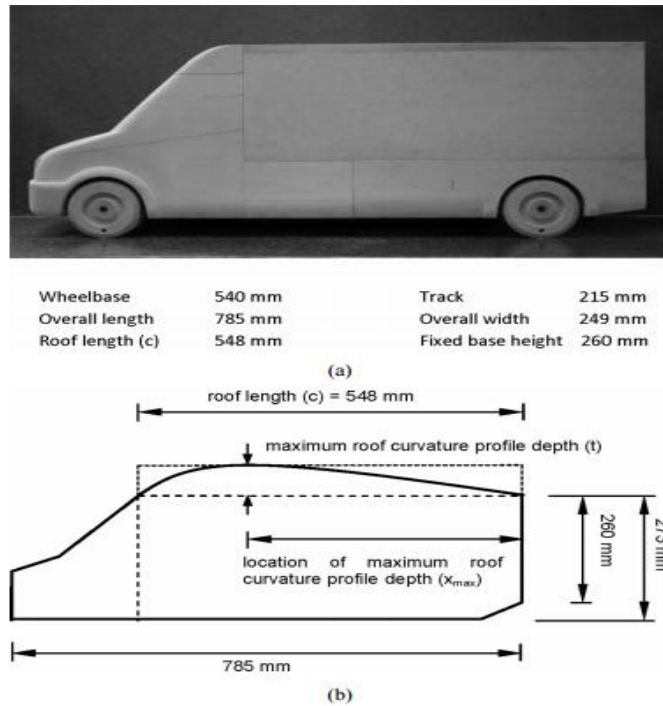 Wheelbase 540 mm Track 215 mm
Overall length 785 mm Overall width 249 mm
Roof length (c) 548 mm Fixed base height 260 mm
(a)
roof length (c) = 548 mm
maximum roof curvature profile depth (t)
location of maximum roof
curvature profile depth (xmax)
260 mm
785 mm
(b)